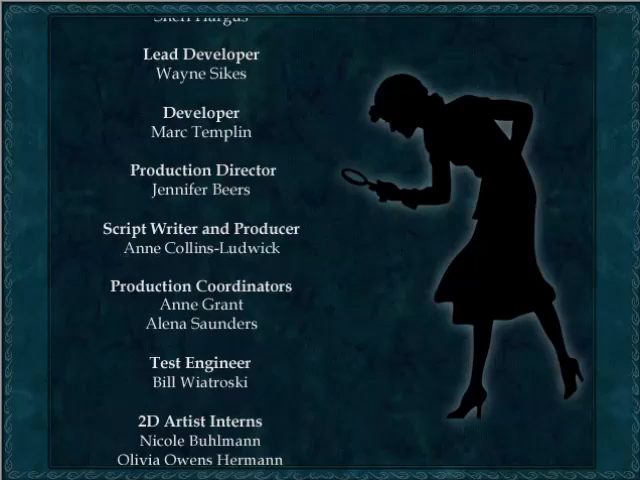 Lead Developer
Wayne Sikes
Developer
Marc Templin
Production Director
Jennifer Beers
Script Writer and Producer
Anne Collins-Ludwick
Production Coordinators
Anne Grant
Alena Saunders
Test Engineer
Bill Wiatroski
2D Artist Interns
Nicole Buhlmann
Olivia Owens Hermann